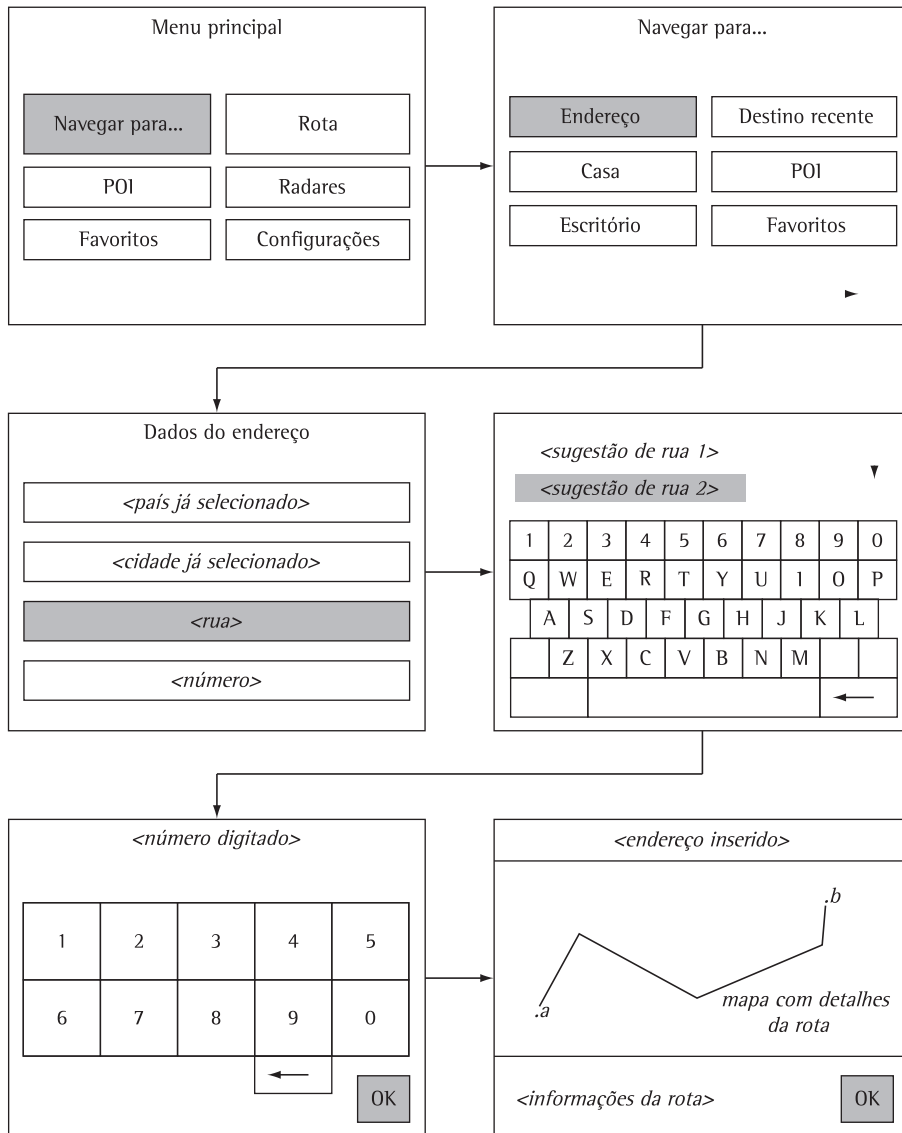 Menu principal
Navegar para...
Rota
POI
Radares
Favoritos
Configurações
Navegar para...
Endereço
Destino recente
Casa
POI
Escritório
Favoritos
Dados do endereço
<país já selecionado>
<cidade já selecionado>
<rua>
<número>
<sugestão de rua 1>
<sugestão de rua 2>
1 2 3 4 5 6 7 8 9 0
Q W E R T Y U I O P
A S D F G H J K L
Z X C V B N M
<número digitado>
1 2 3 4 5
6 7 8 9 0
OK
<endereço inserido>
.b
.a
mapa com detalhes
da rota
<informações da rota>
OK